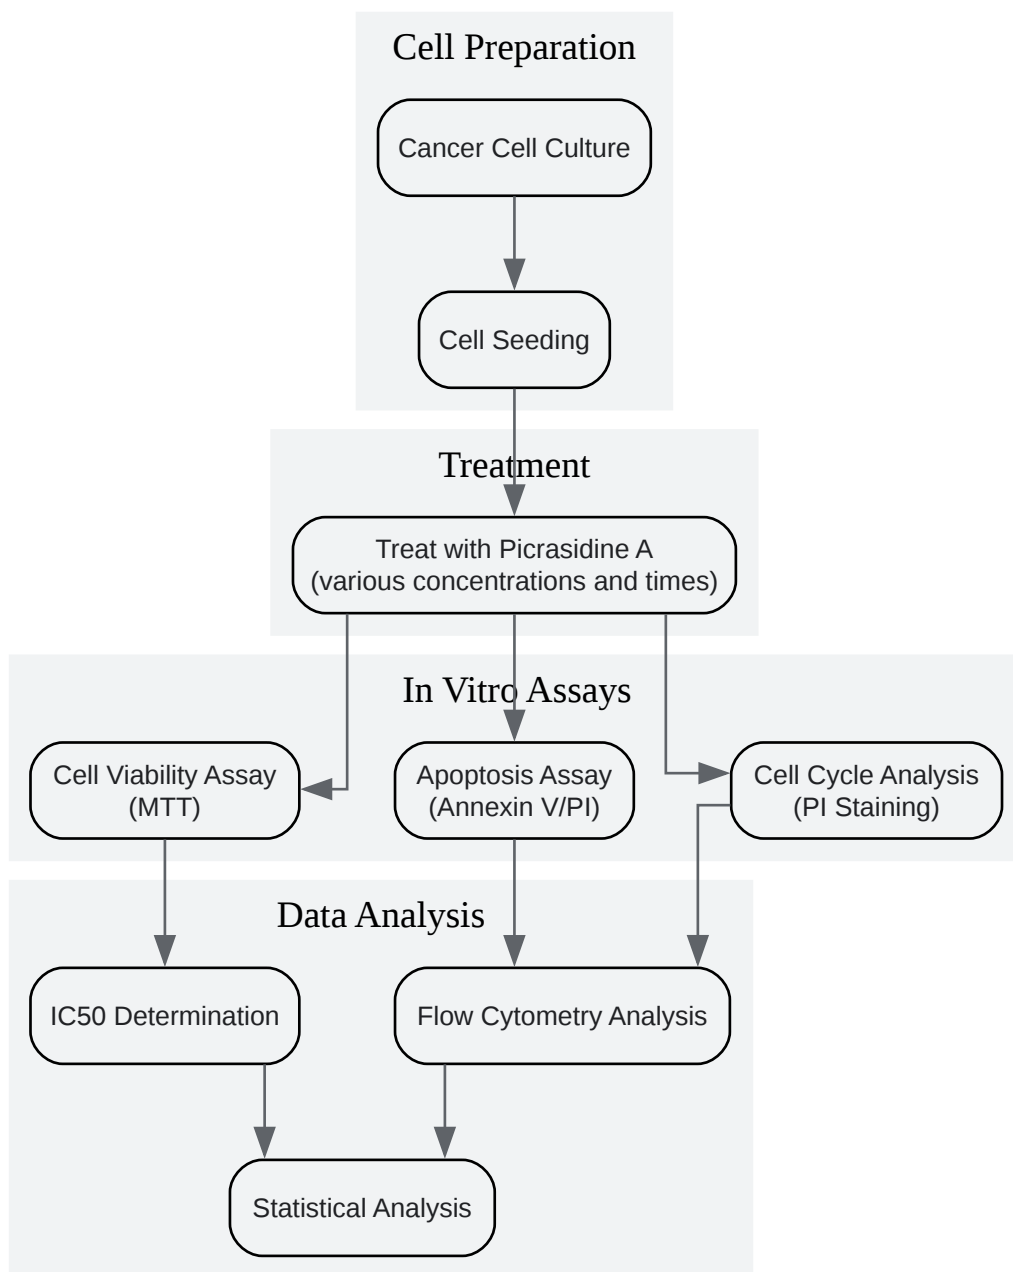 Cell Preparation
Cancer Cell Culture
Cell Seeding
Treatment
Treat with Picrasidine A
(various concentrations and times)
In Vitro Assays
Cell Viability Assay
(MTT)
Apoptosis Assay
(Annexin V/PI)
Cell Cycle Analysis
(PI Staining)
Data Analysis
IC50 Determination
Flow Cytometry Analysis
Statistical Analysis